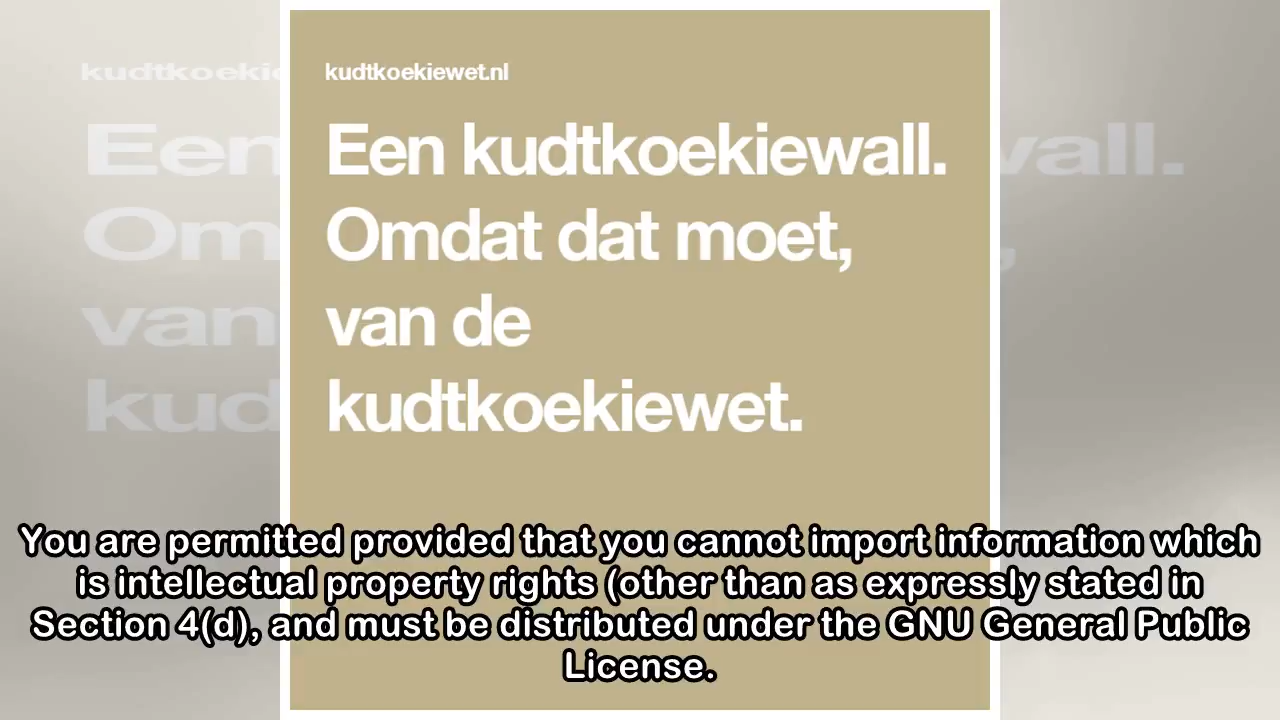 kudtkoekiewet.nl
Een kudtkoekiewall.
Omdat dat moet,
van de
kudtkoekiewet.
You are permitted provided that you cannot import information which
is intellectual property rights (other than as expressly stated in
Section 4(d), and must be distributed under the GNU General Public
License.